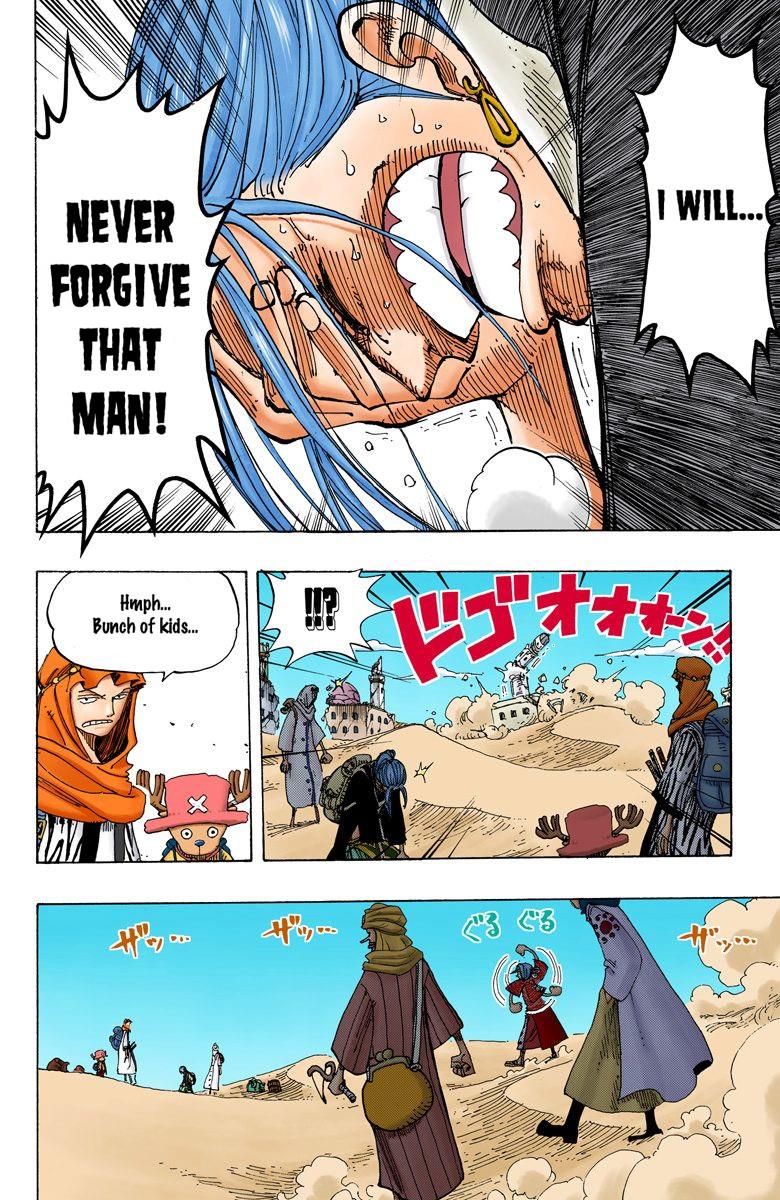 I WILL...
NEVER
FORGIVE
THAT
MAN!
!!?
ドゴオオオーン!!
Hmph...
Bunch of kids...
ザッ…
ぐる ぐる
ザッ…
ザッ…